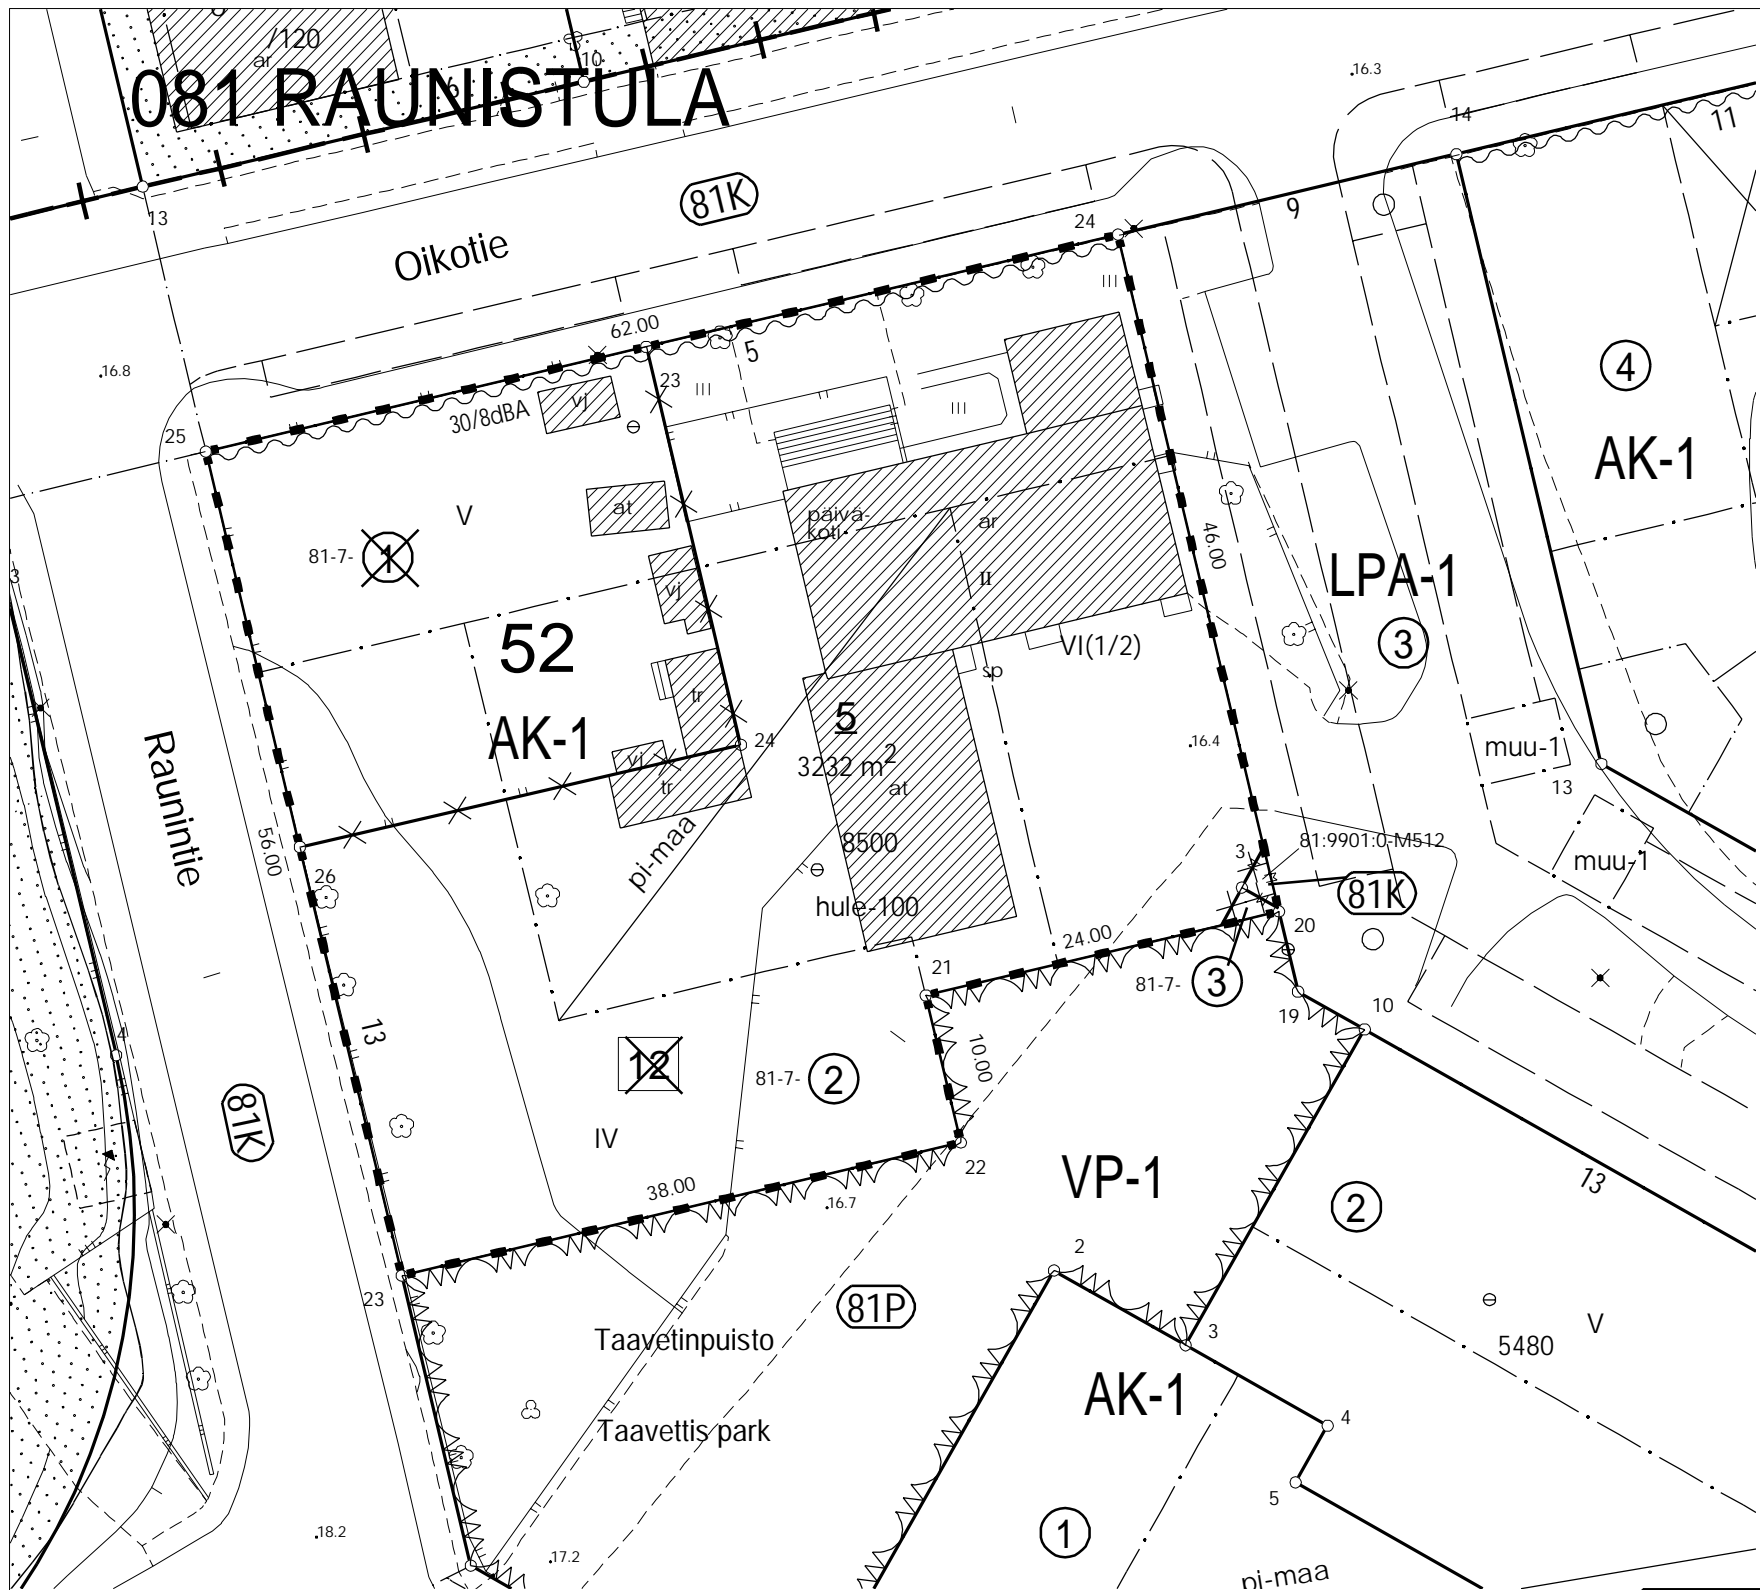 /120
ar
10
6
081 RAUNISTULA
16.3
14
11
13
81K
Oikotie
24
9
62.00
5
16.8
23
30/8dBA
vj
25
4
AK-1
V
at
päivä-
koti
ar
46.00
81-7-
1
II
3
LPA-1
3
vj
52
VI(1/2)
sp
tr
5
AK-1
24
16.4
muu-1
3232 m2
vj
tr
at
13
Raunintie
56.00
pi-maa
8500
3
81:9901:0-M512
muu-1
26
81K
hule-100
20
24.00
21
81-7-
3
19
10
13
4
10.00
12
81-7-
2
81K
IV
22
VP-1
13
38.00
16.7
2
2
23
81P
3
V
Taavetinpuisto
5480
AK-1
4
Taavettis park
5
1
18.2
17.2
pi-maa